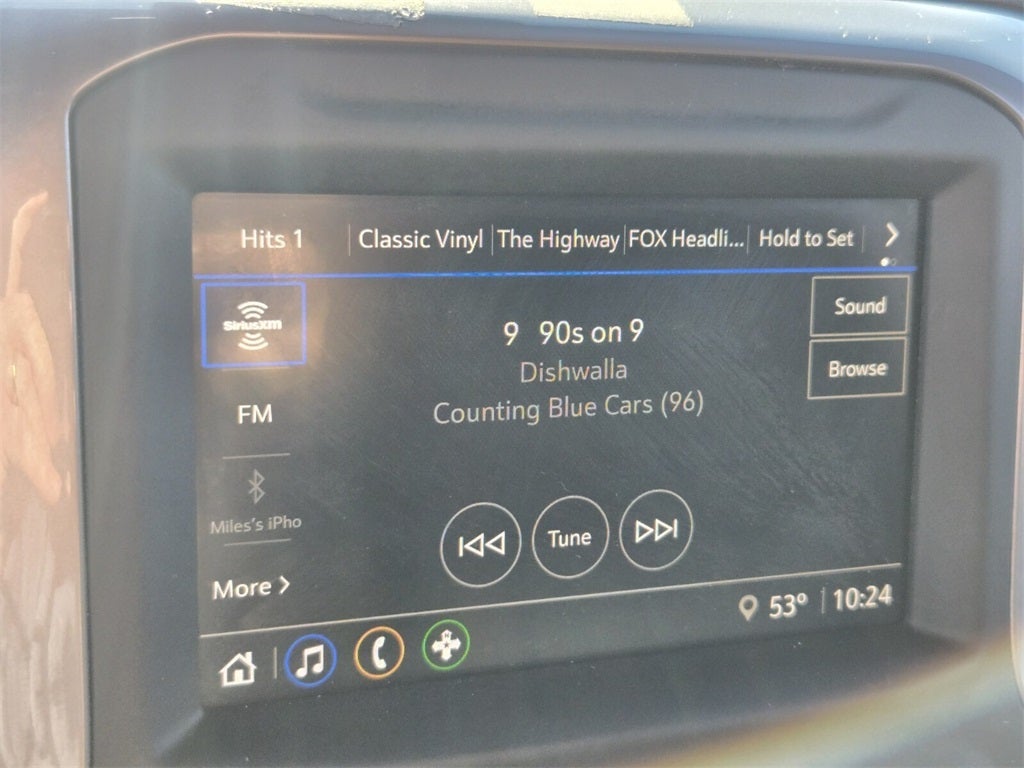 Hits 1 Classic Vinyl The Highway FOX Headli... Hold to Set
SiriusXM
Sound
9 90s on 9
Dishwalla
Browse
Counting Blue Cars (96)
FM
Miles's iPho
Tune
More
53° 10:24